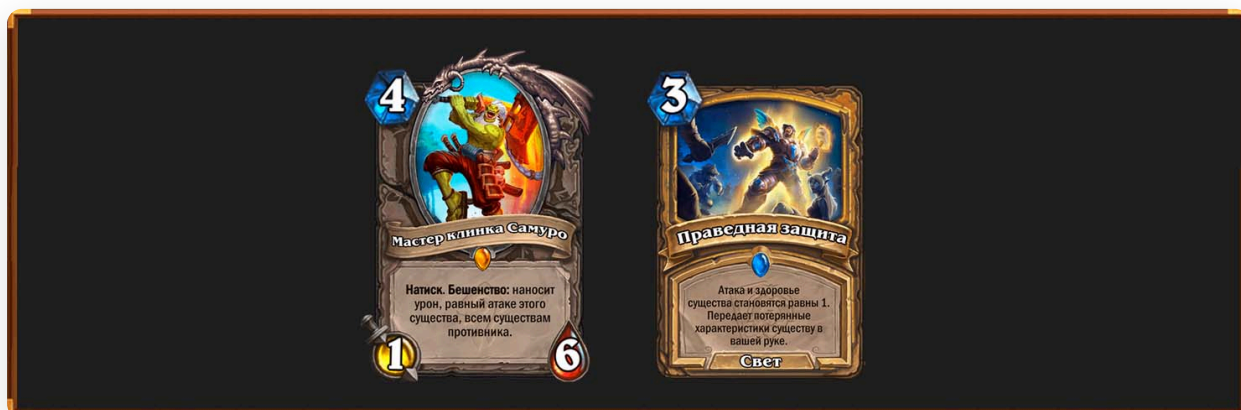 4
Мастер клинка Самуро
Натиск. Бешенство: наносит
урон, равный атаке этого
существа, всем существам
противника.
1
6
3
Праведная защита
Атака и здоровье
существа становятся равны 1.
Передает потерянные
характеристики существу в
вашей руке.
Свет